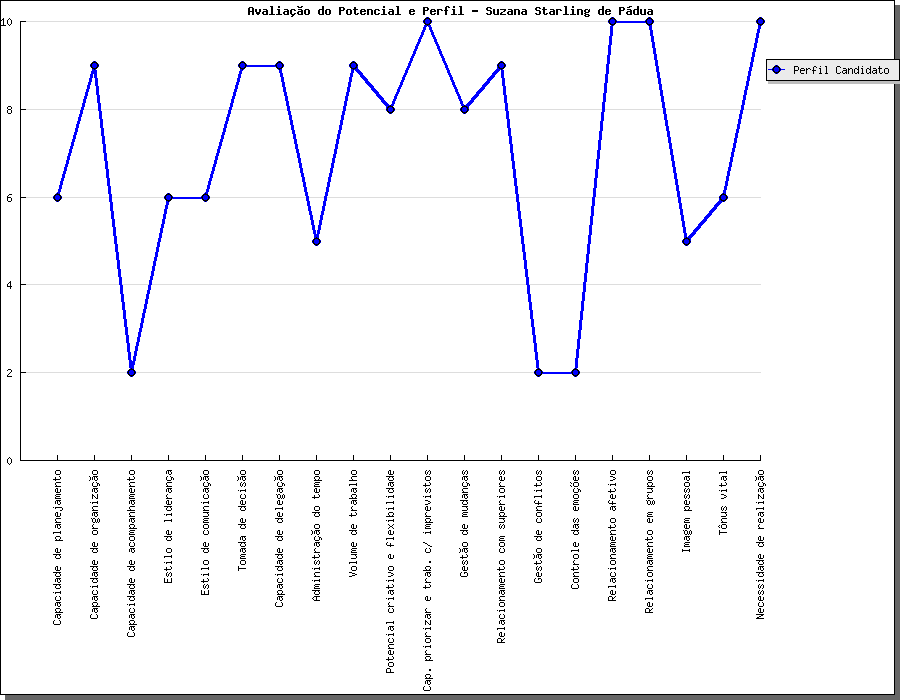 Avaliação do Potencial e Perfil - Suzana Starling de Pádua
10
8
6
4
2
0
Perfil Candidato
Capacidade de planejamento
Capacidade de organização
Capacidade de acompanhamento
Estilo de liderança
Estilo de comunicação
Tomada de decisão
Capacidade de delegação
Administração do tempo
Volume de trabalho
Potencial criativo e flexibilidade
Cap. priorizar e trab. c/ imprevistos
Gestão de mudanças
Relacionamento com superiores
Gestão de conflitos
Controle das emoções
Relacionamento afetivo
Relacionamento em grupos
Imagem pessoal
Tônus vital
Necessidade de realização